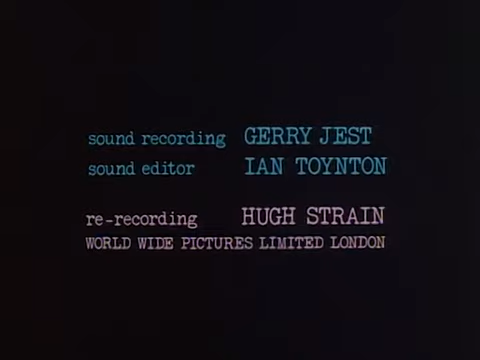 sound recording GERRY JEST
sound editor IAN TOYNTON
re-recording HUGH STRAIN
WORLD WIDE PICTURES LIMITED LONDON